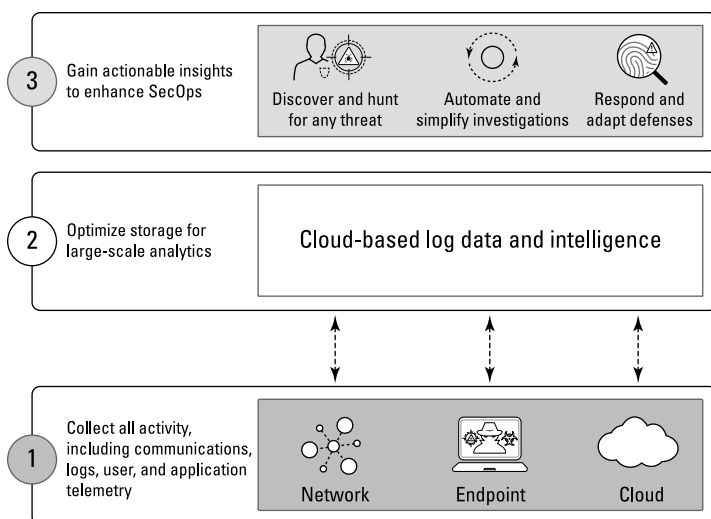 3
Gain actionable insights
to enhance SecOps
Discover and hunt
for any threat
Automate and
simplify investigations
Respond and
adapt defenses
2
Optimize storage for
large-scale analytics
Cloud-based log data and intelligence
1
Collect all activity,
including communications,
logs, user, and application
telemetry
Network
Endpoint
Cloud